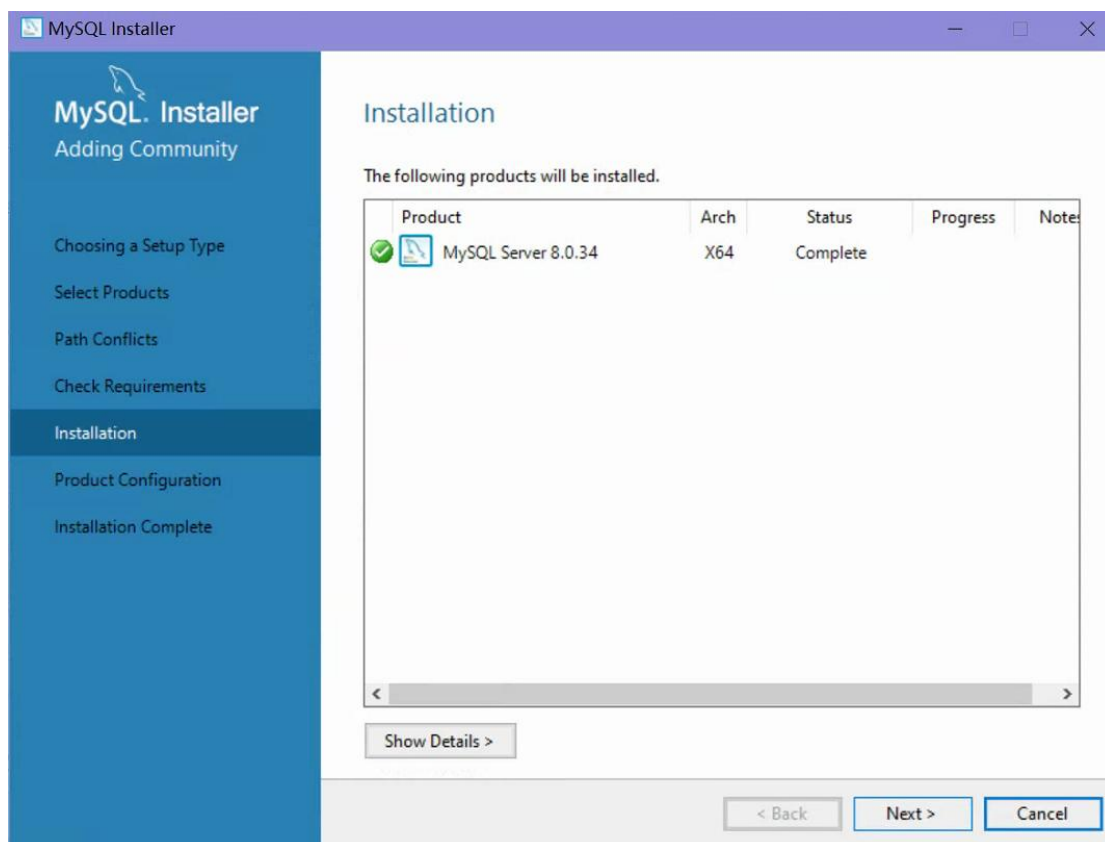 MySQL Installer
MySQL. Installer
Adding Community
Choosing a Setup Type
Select Products
Path Conflicts
Check Requirements
Installation
Product Configuration
Installation Complete
Installation
The following products will be installed.
Product Arch Status Progress Notes
MySQL Server 8.0.34 X64 Complete
Show Details >
< Back Next > Cancel